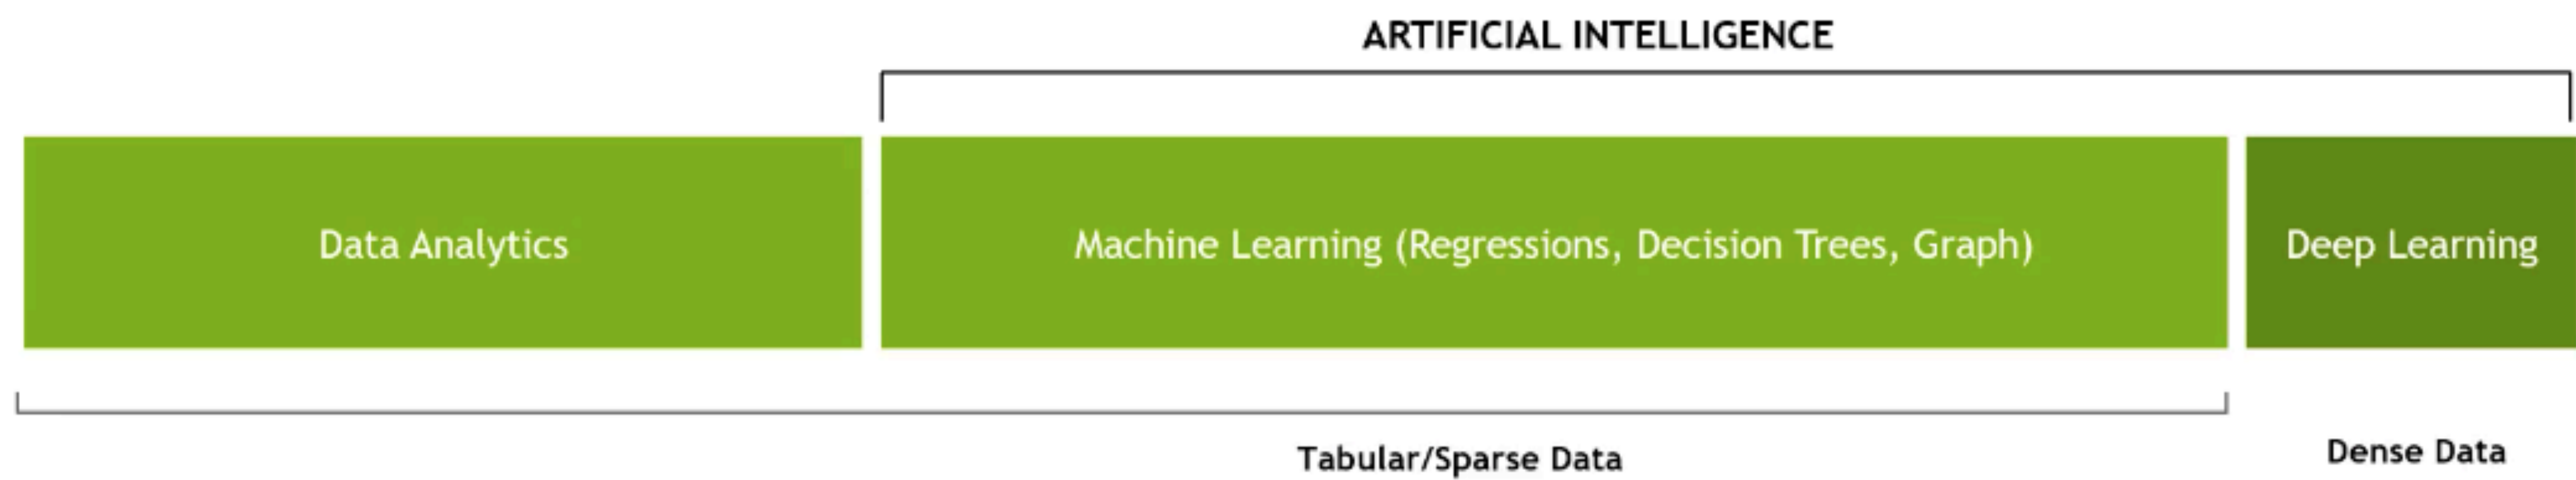 ARTIFICIAL INTELLIGENCE
Data Analytics
Machine Learning (Regressions, Decision Trees, Graph)
Deep Learning
Tabular/Sparse Data
Dense Data